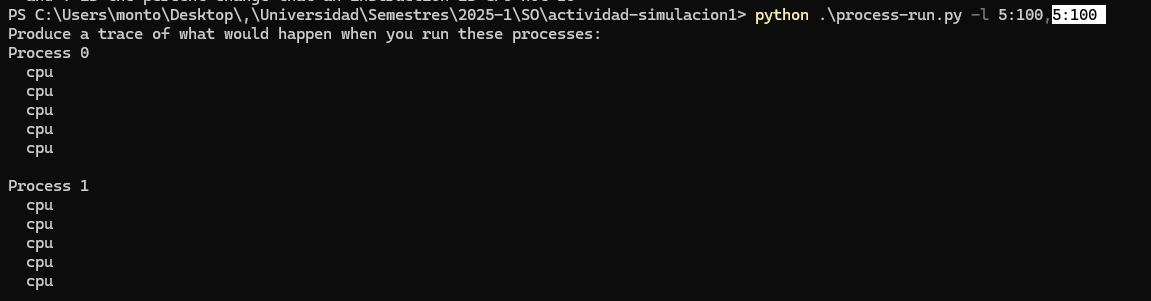 PS C:\Users\monto\Desktop\,\Universidad\Semestres\2025-1\SO\actividad-simulacion1> python .\process-run.py -l 5:100,5:100
Produce a trace of what would happen when you run these processes:
Process 0
cpu
cpu
cpu
cpu
cpu
Process 1
cpu
cpu
cpu
cpu
cpu